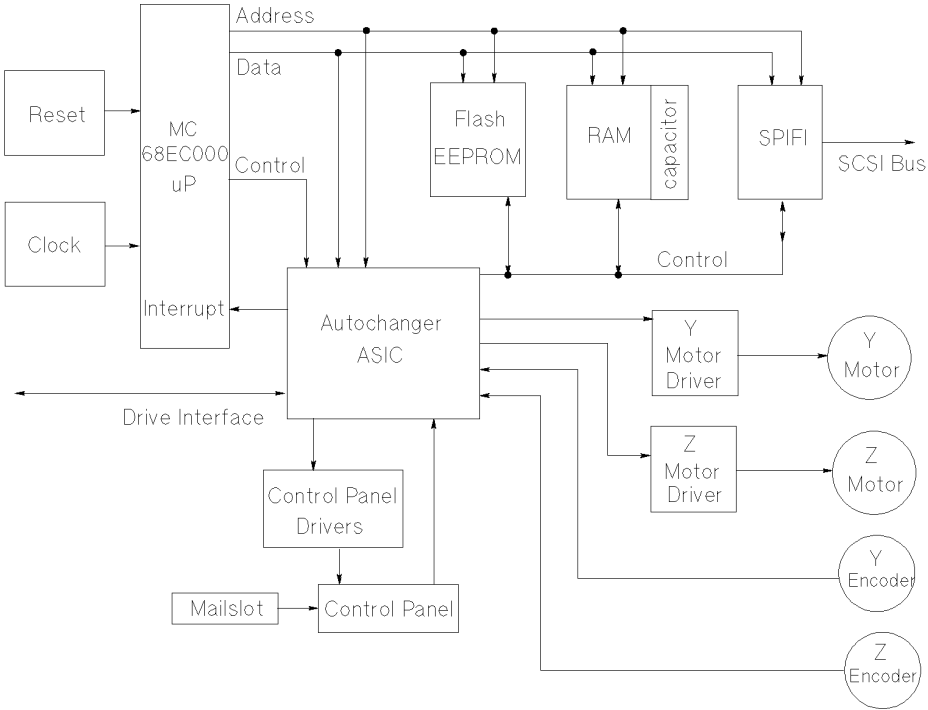 Address
Data
Reset
MC
68EC000
uP
Control
Clock
Interrupt
Flash
EEPROM
RAM
capacitor
SPIFI
SCSI Bus
Control
Autochanger
ASIC
Drive Interface
Y
Motor
Driver
Y
Motor
Z
Motor
Driver
Z
Motor
Control Panel
Drivers
Y
Encoder
Mailslot
Control Panel
Z
Encoder